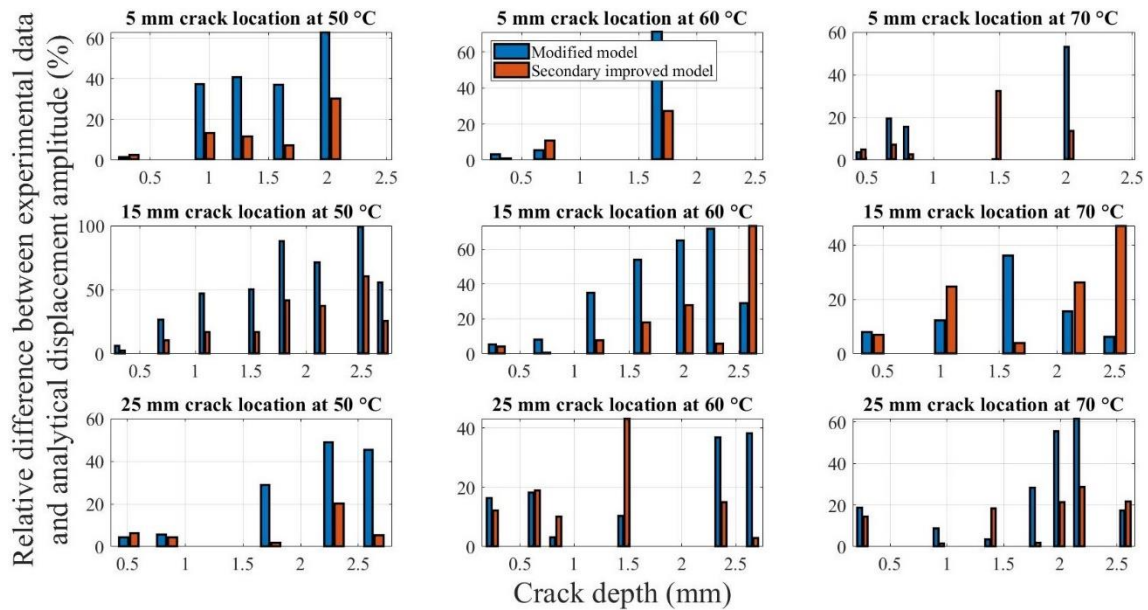 Relative difference between experimental data
and analytical displacement amplitude (%)
5 mm crack location at 50 °C
60
40
20
0
0.5 1 1.5 2 2.5
5 mm crack location at 60 °C
Modified model
Secondary improved model
60
40
20
0
0.5 1 1.5 2 2.5
5 mm crack location at 70 °C
60
40
20
0
0.5 1 1.5 2 2.5
15 mm crack location at 50 °C
100
50
0
0.5 1 1.5 2 2.5
15 mm crack location at 60 °C
60
40
20
0
0.5 1 1.5 2 2.5
15 mm crack location at 70 °C
40
20
0
0.5 1 1.5 2 2.5
25 mm crack location at 50 °C
60
40
20
0
0.5 1 1.5 2 2.5
25 mm crack location at 60 °C
40
20
0
0.5 1 1.5 2 2.5
25 mm crack location at 70 °C
60
40
20
0
0.5 1 1.5 2 2.5
Crack depth (mm)